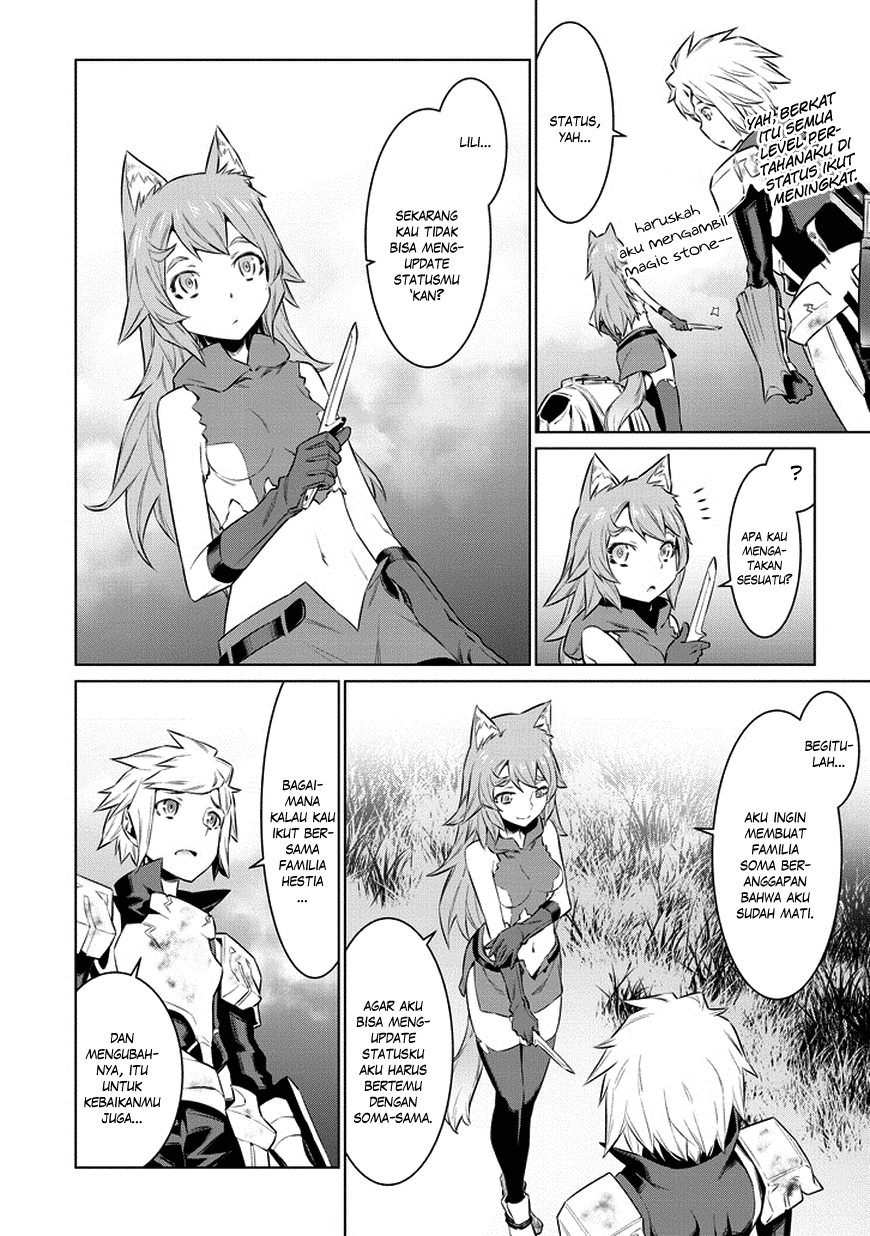 YAH, BERKAT
ITU SEMUA
LEVEL PER-
TAHANAKU DI
STATUS IKUT
MENINGKAT.
STATUS,
YAH...
haruskah
aku mengambil
magic stone--
?
APA KAU
MENGA-
TAKAN
SESUATU?
LILI...
SEKARANG
KAU TIDAK
BISA MENG-
UPDATE
STATUSMU
'KAN?
BEGITU-
LAH...
AKU INGIN
MEMBUAT
FAMILIA
SOMA BER-
ANGGAPAN
BAHWA AKU
SUDAH MATI.
AGAR AKU
BISA MENG-
UPDATE
STATUSKU
AKU HARUS
BERTEMU
DENGAN
SOMA-SAMA.
BAGAI-
MANA
KALAU KAU
IKUT BER-
SAMA
FAMILIA
HESTIA
...
DAN
MENGUBAH-
NYA, ITU
UNTUK
KEBAIKANMU
JUGA...